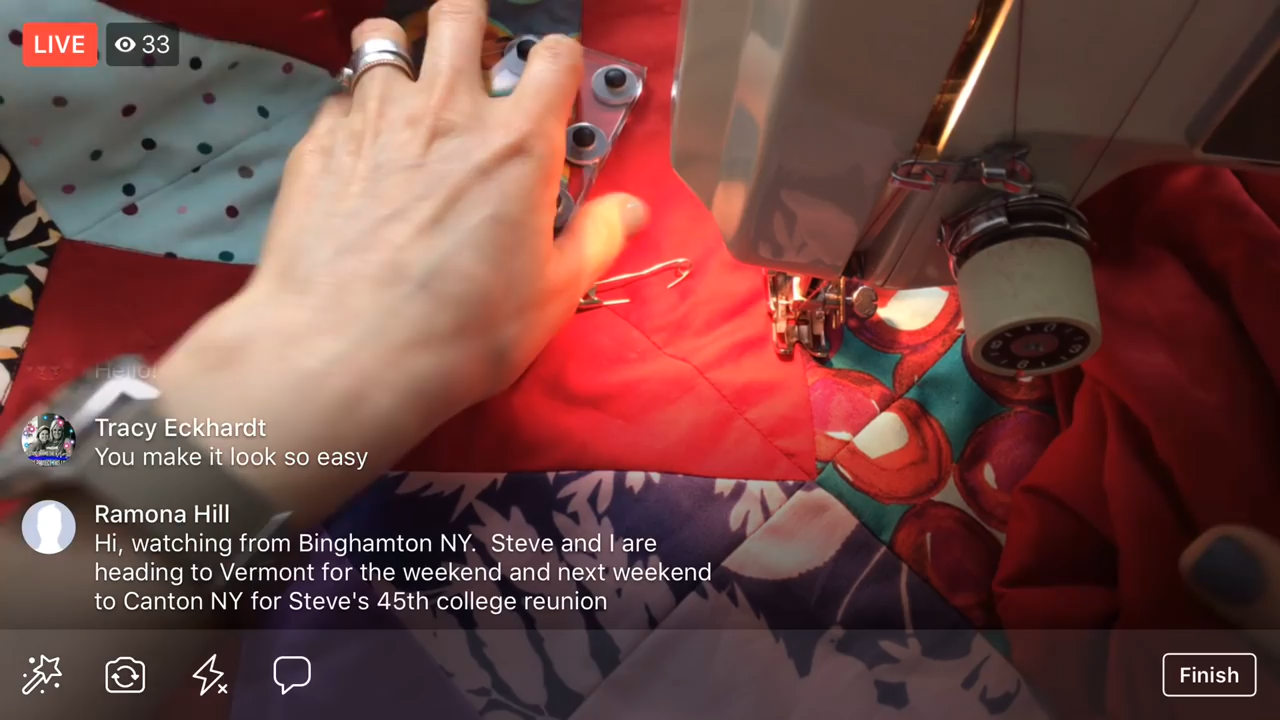 LIVE 33
Hello!
Tracy Eckhardt
You make it look so easy
Ramona Hill
Hi, watching from Binghamton NY.  Steve and I are
heading to Vermont for the weekend and next weekend
to Canton NY for Steve's 45th college reunion
Finish